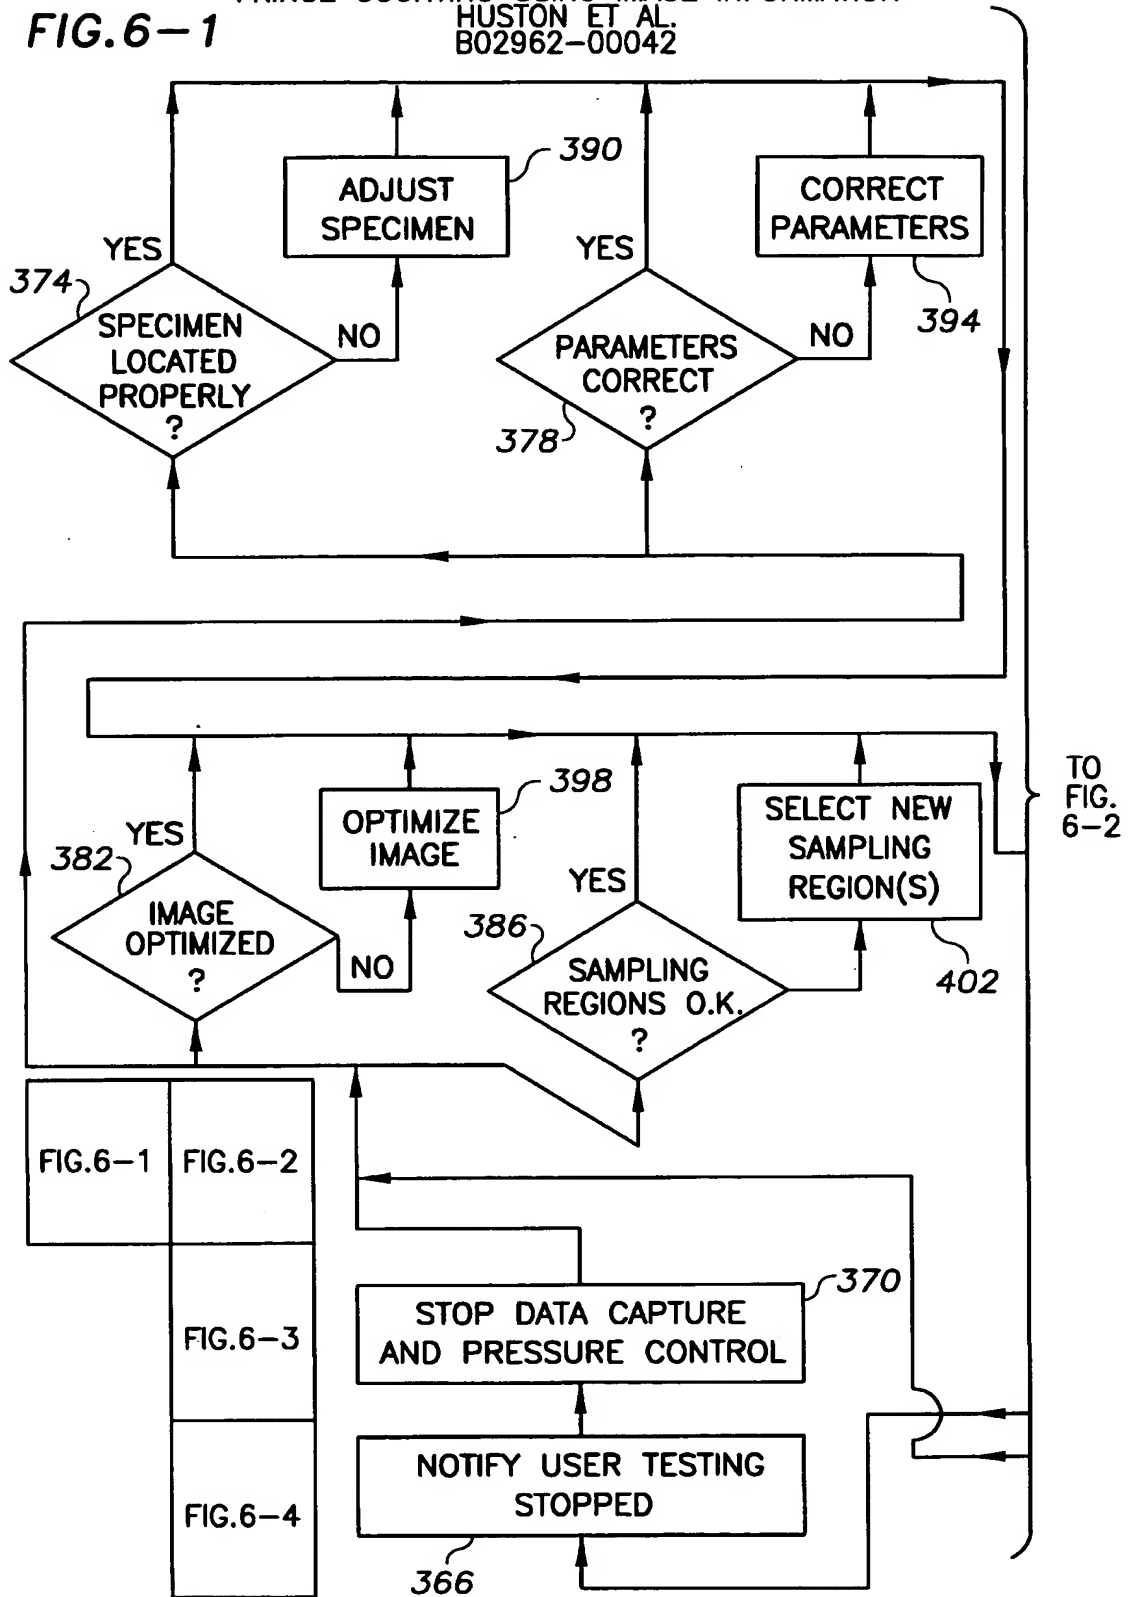 FIG.6-1
HUSTON ET AL.
B02962-00042
390
ADJUST
SPECIMEN
CORRECT
PARAMETERS
394
YES
374
SPECIMEN
LOCATED
PROPERLY
?
NO
YES
PARAMETERS
CORRECT
?
378
NO
TO
FIG.
6-2
398
OPTIMIZE
IMAGE
SELECT NEW
SAMPLING
REGION(S)
402
YES
382
IMAGE
OPTIMIZED
?
NO
YES
386
SAMPLING
REGIONS O.K.
?
FIG.6-1
FIG.6-2
FIG.6-3
FIG.6-4
370
STOP DATA CAPTURE
AND PRESSURE CONTROL
NOTIFY USER TESTING
STOPPED
366